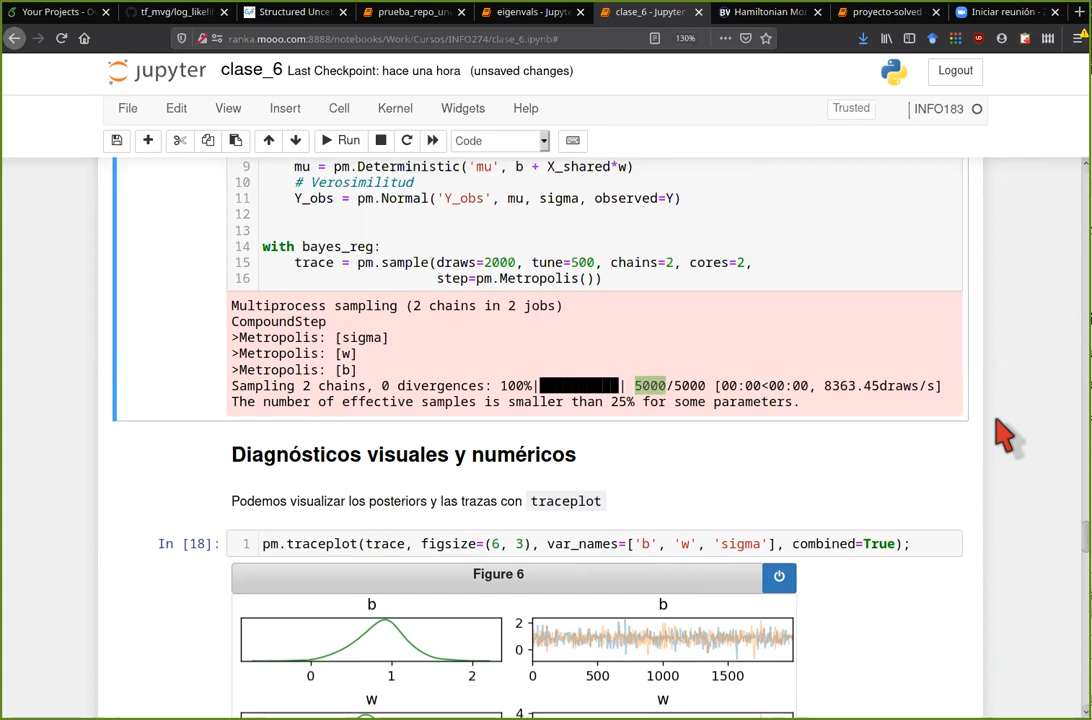 Your Projects - O
tf_mvg/log_likelih
Structured Uncer
prueba_repo_un
eigenvals - Jupyte
clase_6 - Jupyter
Hamiltonian Mon
proyecto-solved -
Iniciar reunión - Z
ranka.mooo.com:8888/notebooks/Work/Cursos/INFO274/clase_6.ipynb#
130%
jupyter clase_6 Last Checkpoint: hace una hora (unsaved changes)
Logout
File Edit View Insert Cell Kernel Widgets Help
Trusted
INFO183
Run
Code
9 mu = pm.Deterministic('mu', b + X_shared*w)
10 # Verosimilitud
11 Y_obs = pm.Normal('Y_obs', mu, sigma, observed=Y)
12
13
14 with bayes_reg:
15 trace = pm.sample(draws=2000, tune=500, chains=2, cores=2,
16 step=pm.Metropolis())
Multiprocess sampling (2 chains in 2 jobs)
CompoundStep
>Metropolis: [sigma]
>Metropolis: [w]
>Metropolis: [b]
Sampling 2 chains, 0 divergences: 100%|██████████| 5000/5000 [00:00<00:00, 8363.45draws/s]
The number of effective samples is smaller than 25% for some parameters.
Diagnósticos visuales y numéricos
Podemos visualizar los posteriors y las trazas con traceplot
In [18]: 1 pm.traceplot(trace, figsize=(6, 3), var_names=['b', 'w', 'sigma'], combined=True);
Figure 6
b b
2
0
0 1 2 0 500 1000 1500
w w
4